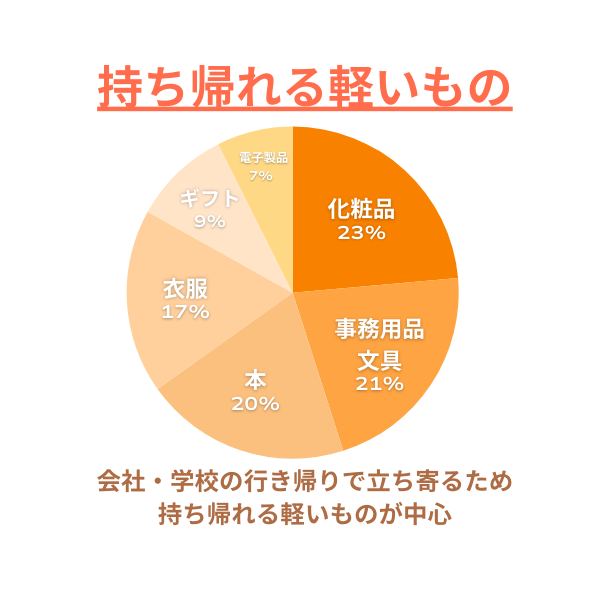 持ち帰れる軽いもの
電子製品
7%
化粧品
23%
ギフト
9%
衣服
17%
事務用品
文具
21%
本
20%
会社・学校の行き帰りで立ち寄るため
持ち帰れる軽いものが中心